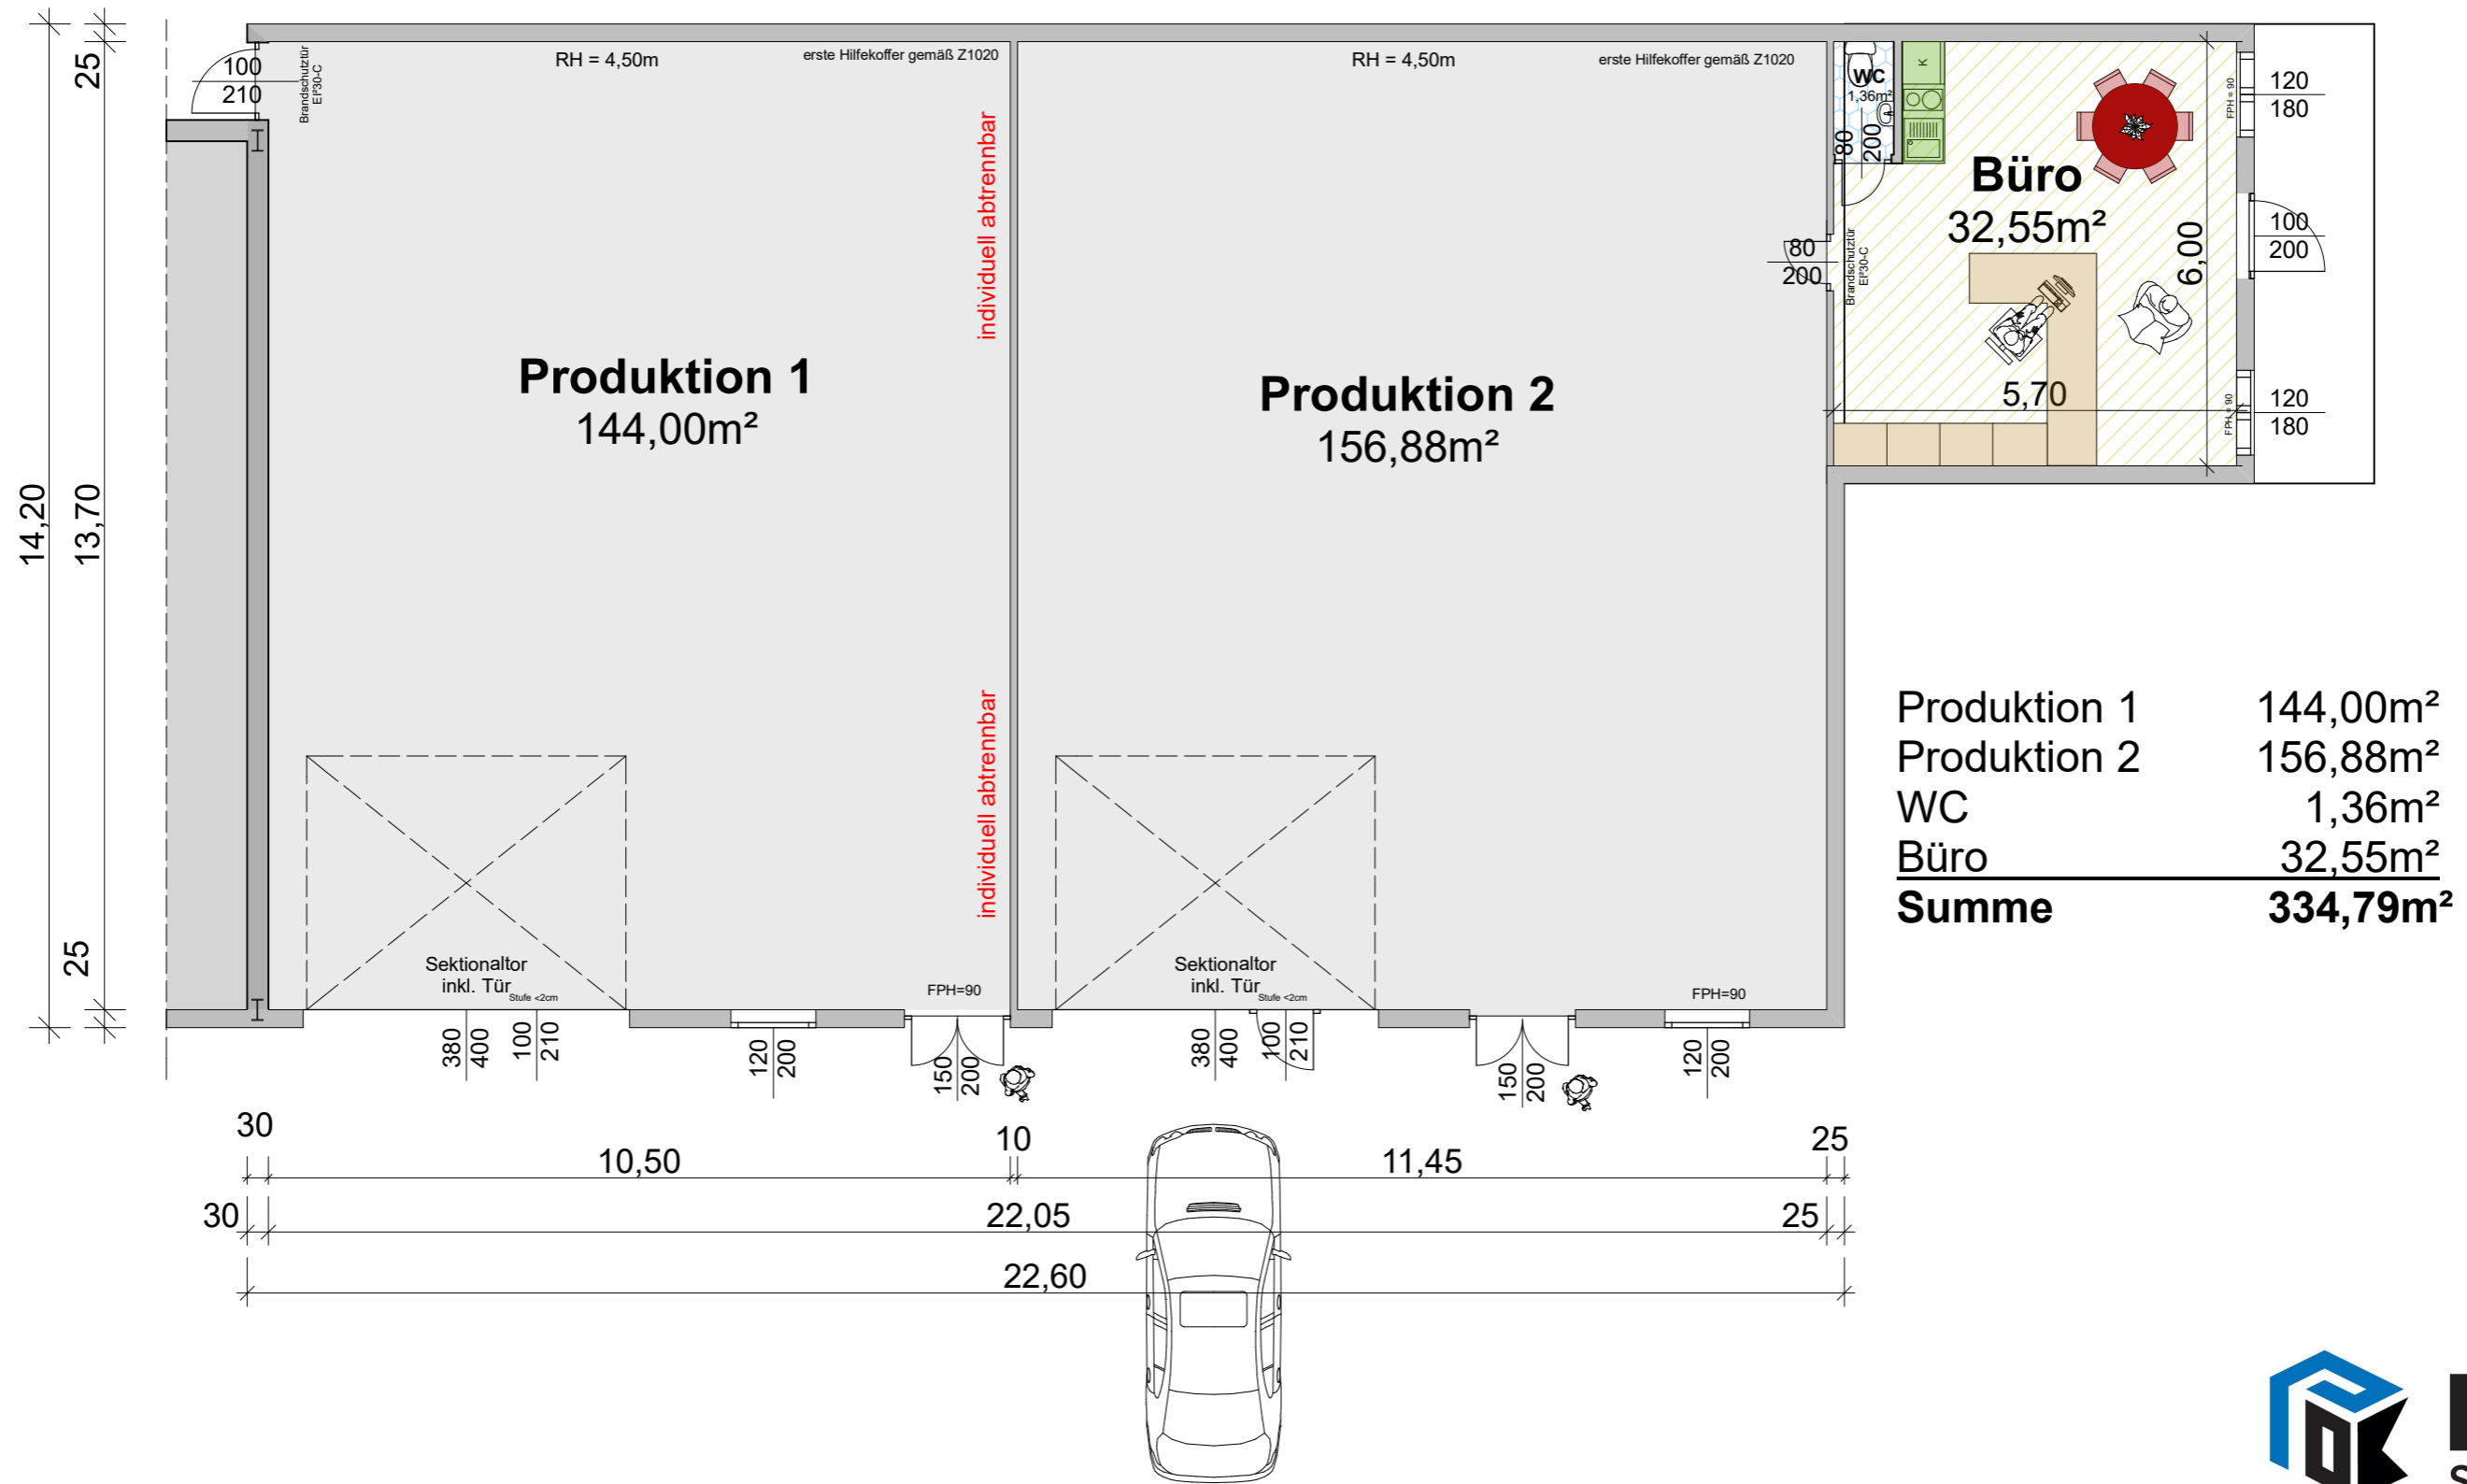 100
210
Brandschutztür
EI²30-C
RH = 4,50m
erste Hilfekoffer gemäß Z1020
RH = 4,50m
erste Hilfekoffer gemäß Z1020
WC
1,36m²
80
200
K
FPH = 90
120
180
25
individuell abtrennbar
Büro
32,55m²
6,00
100
200
80
200
Brandschutztür
EI²30-C
Produktion 1
144,00m²
Produktion 2
156,88m²
5,70
FPH = 90
120
180
14,20
13,70
individuell abtrennbar
Produktion 1 144,00m²
Produktion 2 156,88m²
WC 1,36m²
Büro 32,55m²
Summe 334,79m²
25
Sektionaltor
inkl. Tür
Stufe <2cm
FPH=90
Sektionaltor
inkl. Tür
Stufe <2cm
FPH=90
380
400
100
210
120
200
150
200
380
400
100
210
150
200
120
200
30
10,50
10
11,45
25
30
22,05
25
22,60